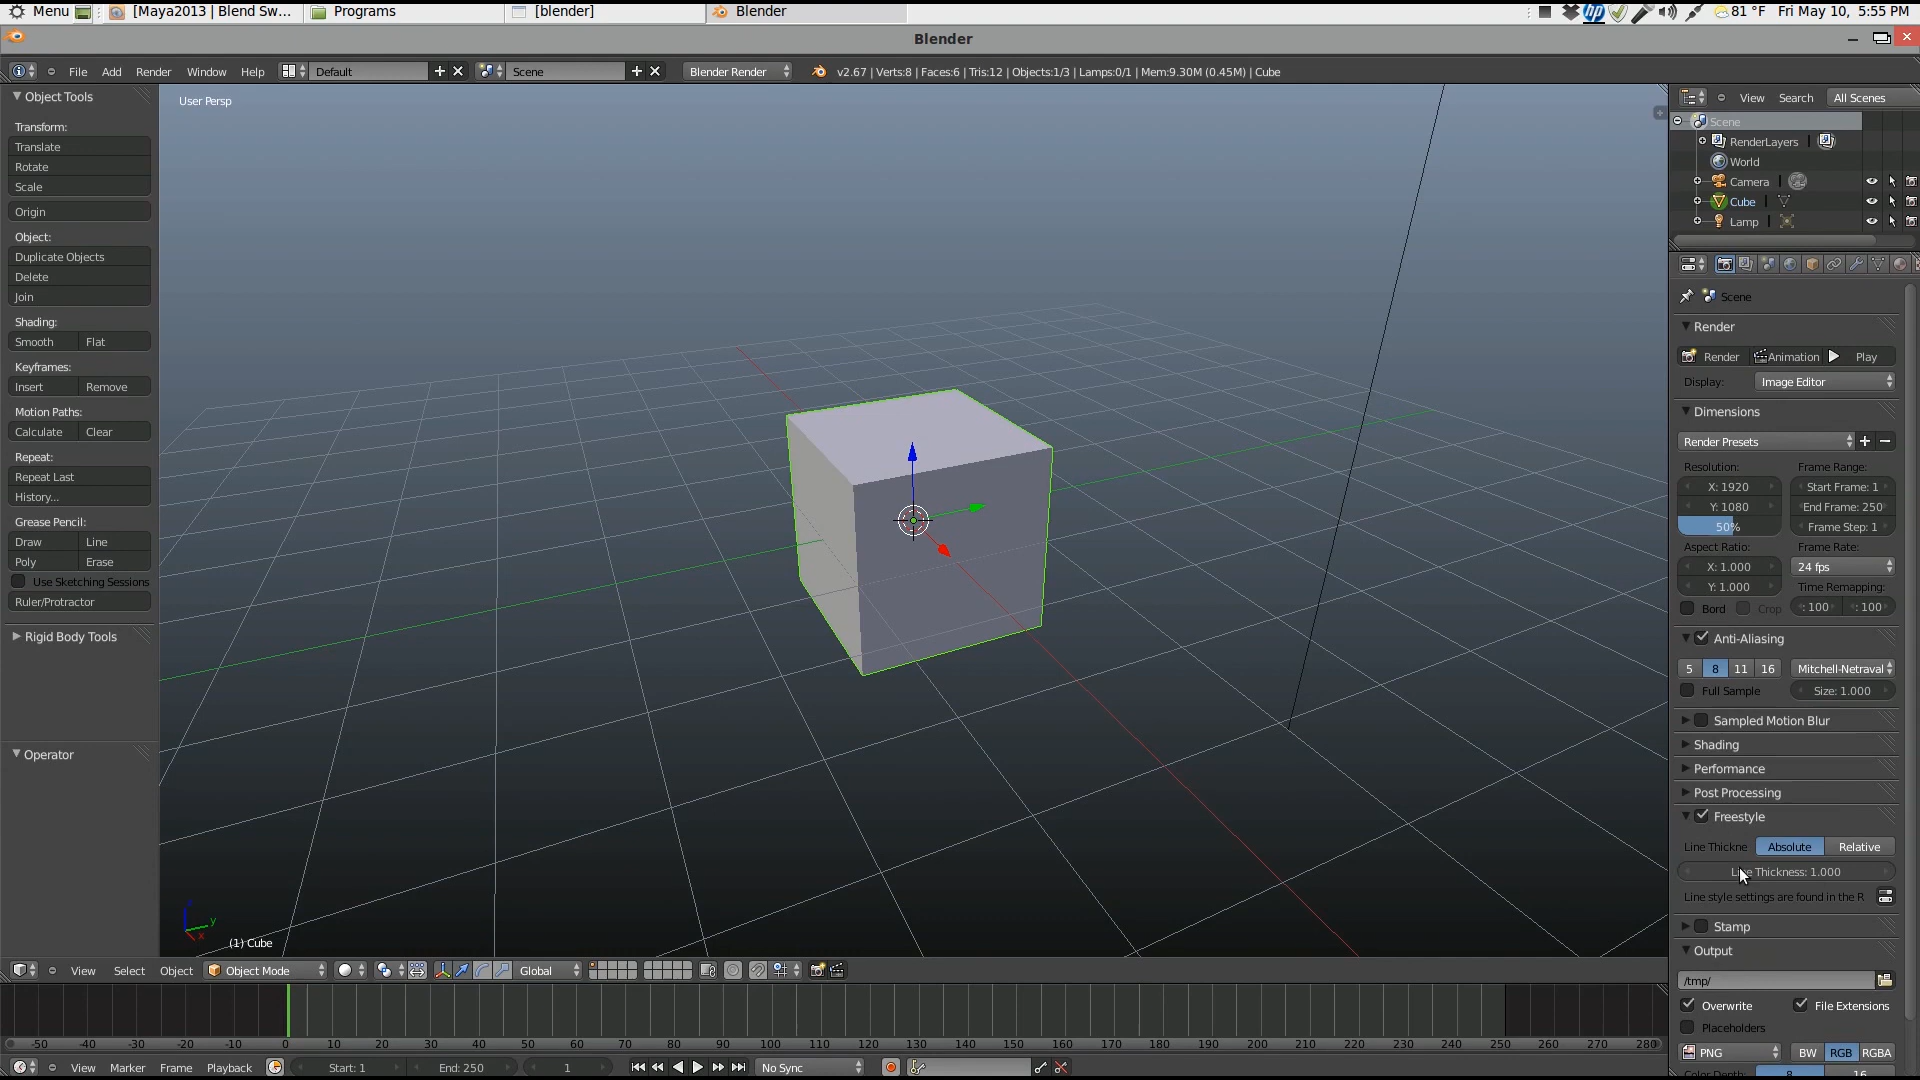 Menu [Maya2013 | Blend Sw... Programs [blender] Blender 81 °F Fri May 10, 5:55 PM
Blender
File Add Render Window Help Default Scene Blender Render v2.67 | Verts:8 | Faces:6 | Tris:12 | Objects:1/3 | Lamps:0/1 | Mem:9.30M (0.45M) | Cube
Object Tools
Transform:
Translate
Rotate
Scale
Origin
Object:
Duplicate Objects
Delete
Join
Shading:
Smooth Flat
Keyframes:
Insert Remove
Motion Paths:
Calculate Clear
Repeat:
Repeat Last
History...
Grease Pencil:
Draw Line
Poly Erase
Use Sketching Sessions
Ruler/Protractor
Rigid Body Tools
Operator
User Persp
z
y
x
(1) Cube
View Select Object Object Mode Global
-50 -40 -30 -20 -10 0 10 20 30 40 50 60 70 80 90 100 110 120 130 140 150 160 170 180 190 200 210 220 230 240 250 260 270 280
View Marker Frame Playback Start: 1 End: 250 1 No Sync
View Search All Scenes
Scene
RenderLayers
World
Camera
Cube
Lamp
Scene
Render
Render Animation Play
Display: Image Editor
Dimensions
Render Presets
Resolution: Frame Range:
X: 1920 Start Frame: 1
Y: 1080 End Frame: 250
50% Frame Step: 1
Aspect Ratio: Frame Rate:
X: 1.000 24 fps
Y: 1.000 Time Remapping:
Bord Crop : 100 : 100
Anti-Aliasing
5 8 11 16 Mitchell-Netraval
Full Sample Size: 1.000
Sampled Motion Blur
Shading
Performance
Post Processing
Freestyle
Line Thickne Absolute Relative
Line Thickness: 1.000
Line style settings are found in the R
Stamp
Output
/tmp/
Overwrite File Extensions
Placeholders
PNG BW RGB RGBA
Color Depth: 8 16